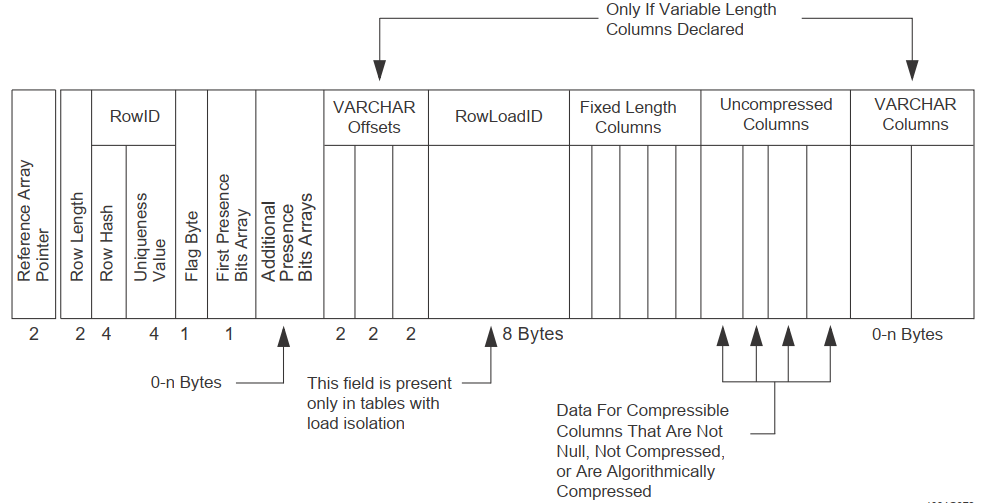 Only If Variable Length
Columns Declared
RowID
VARCHAR
Offsets
RowLoadID
Fixed Length
Columns
Uncompressed
Columns
VARCHAR
Columns
Reference Array
Pointer
Row Length
Row Hash
Uniqueness
Value
Flag Byte
First Presence
Bits Array
Additional
Presence
Bits Arrays
2 2 4 4 1 1 2 2 2 8 Bytes 0-n Bytes
0-n Bytes
This field is present
only in tables with
load isolation
Data For Compressible
Columns That Are Not
Null, Not Compressed,
or Are Algorithmically
Compressed